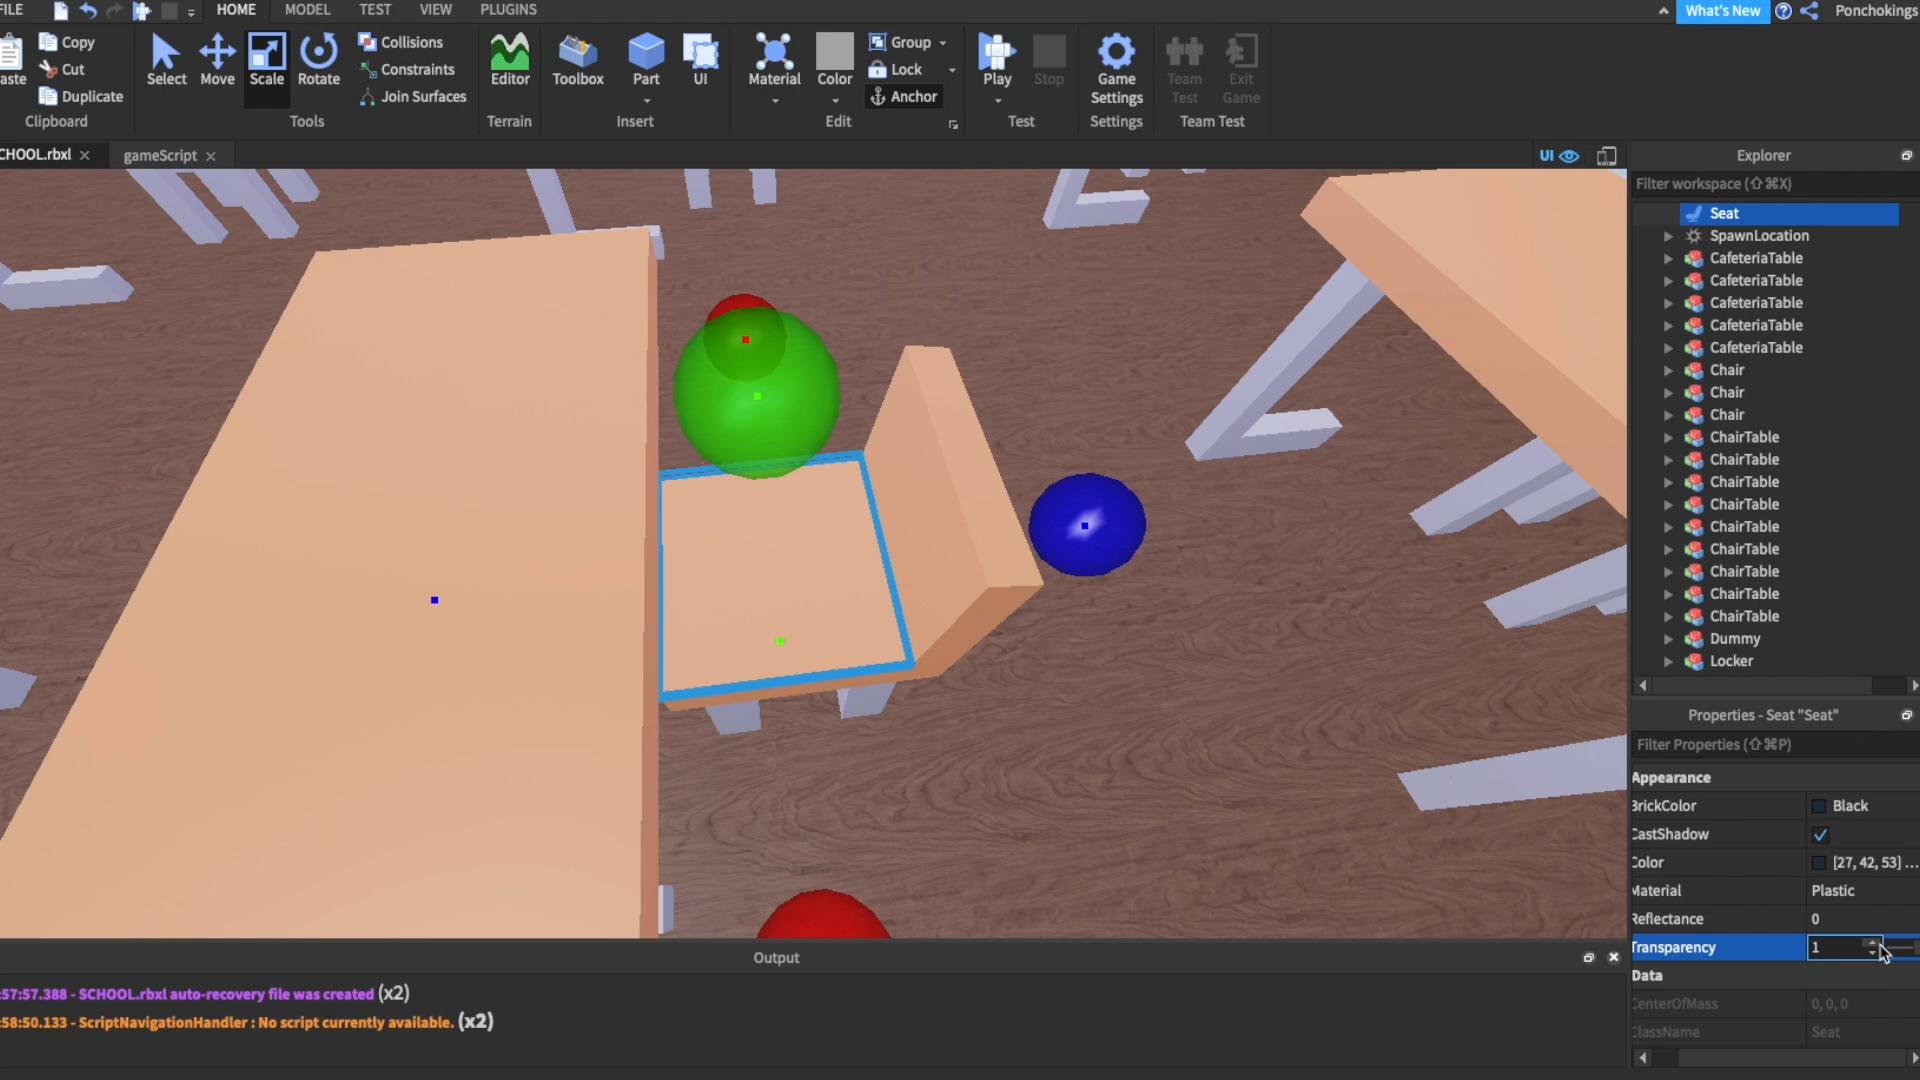 FILE
HOME
MODEL
TEST
VIEW
PLUGINS
What's New
Ponchokings
aste
Copy
Cut
Duplicate
Clipboard
Select
Move
Scale
Rotate
Collisions
Constraints
Join Surfaces
Tools
Editor
Terrain
Toolbox
Part
UI
Insert
Material
Color
Group
Lock
Anchor
Edit
Play
Stop
Test
Game
Settings
Settings
Team
Test
Exit
Game
Team Test
CHOOL.rbxl
gameScript
UI
Explorer
Filter workspace (⇧⌘X)
Seat
SpawnLocation
CafeteriaTable
CafeteriaTable
CafeteriaTable
CafeteriaTable
CafeteriaTable
Chair
Chair
Chair
ChairTable
ChairTable
ChairTable
ChairTable
ChairTable
ChairTable
ChairTable
ChairTable
ChairTable
Dummy
Locker
Properties - Seat "Seat"
Filter Properties (⇧⌘P)
Appearance
BrickColor Black
CastShadow
Color [27, 42, 53] ...
Material Plastic
Reflectance 0
Transparency 1
Data
CenterOfMass 0, 0, 0
ClassName Seat
Output
:57:57.388 - SCHOOL.rbxl auto-recovery file was created (x2)
:58:50.133 - ScriptNavigationHandler : No script currently available. (x2)